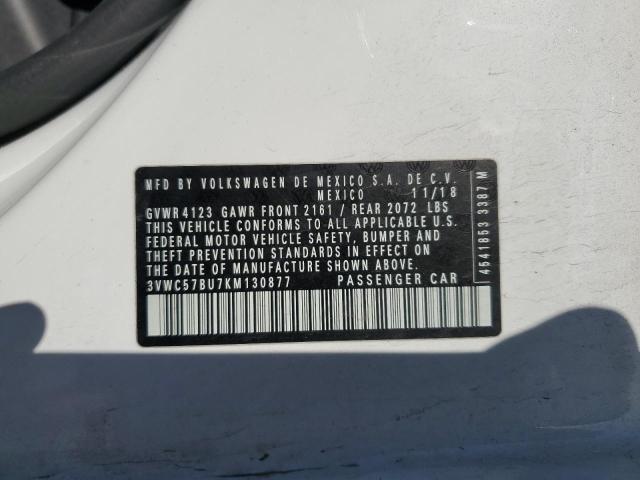 MFD BY VOLKSWAGEN DE MEXICO S.A. DE C.V.
MEXICO 11/18
GVWR 4123 GAWR FRONT 2161 / REAR 2072 LBS
THIS VEHICLE CONFORMS TO ALL APPLICABLE U.S.
FEDERAL MOTOR VEHICLE SAFETY, BUMPER AND
THEFT PREVENTION STANDARDS IN EFFECT ON
THE DATE OF MANUFACTURE SHOWN ABOVE.
3VWC57BU7KM130877 PASSENGER CAR
4541853 3387 M